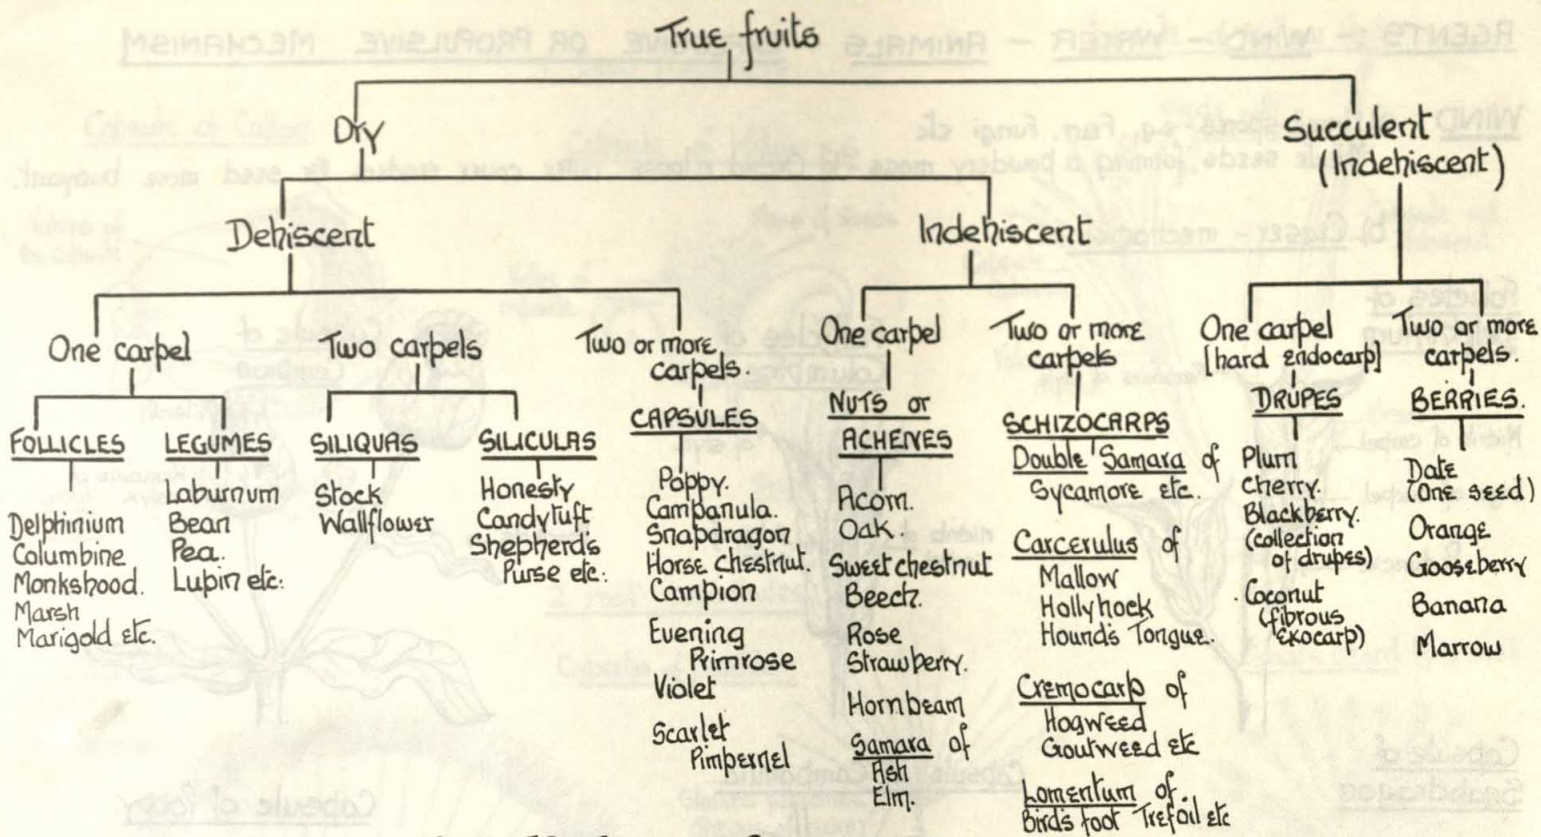 True fruits
Dry
Succulent
(Indehiscent)
Dehiscent
Indehiscent
One carpel
Two carpels
Two or more
carpels.
One carpel
Two or more
carpels
One carpel
[hard endocarp]
Two or more
carpels.
FOLLICLES
Delphinium
Columbine
Monkshood.
Marsh
Marigold etc.
LEGUMES
Laburnum
Bean
Pea.
Lupin etc.
SILIQUAS
Stock
Wallflower
SILICULAS
Honesty
Candytuft
Shepherd's
Purse etc.
CAPSULES
Poppy.
Campanula.
Snapdragon
Horse Chestnut.
Campion
Evening
Primrose
Violet
Scarlet
Pimpernel
NUTS or
ACHENES
Acorn.
Oak
Sweet chestnut
Beech.
Rose
Strawberry.
Hornbeam
Samara of
Ash
Elm.
SCHIZOCARPS
Double Samara of
Sycamore etc.
Carcerulus of
Mallow
Hollyhock
Hounds Tongue.
Cremocarp of
Hogweed
Goutweed etc
Lomentum of
Birds foot Trefoil etc
DRUPES
Plum
Cherry.
Blackberry.
(collection
of drupes)
Coconut
(fibrous
exocarp)
BERRIES.
Date
(One seed)
Orange
Gooseberry
Banana
Marrow